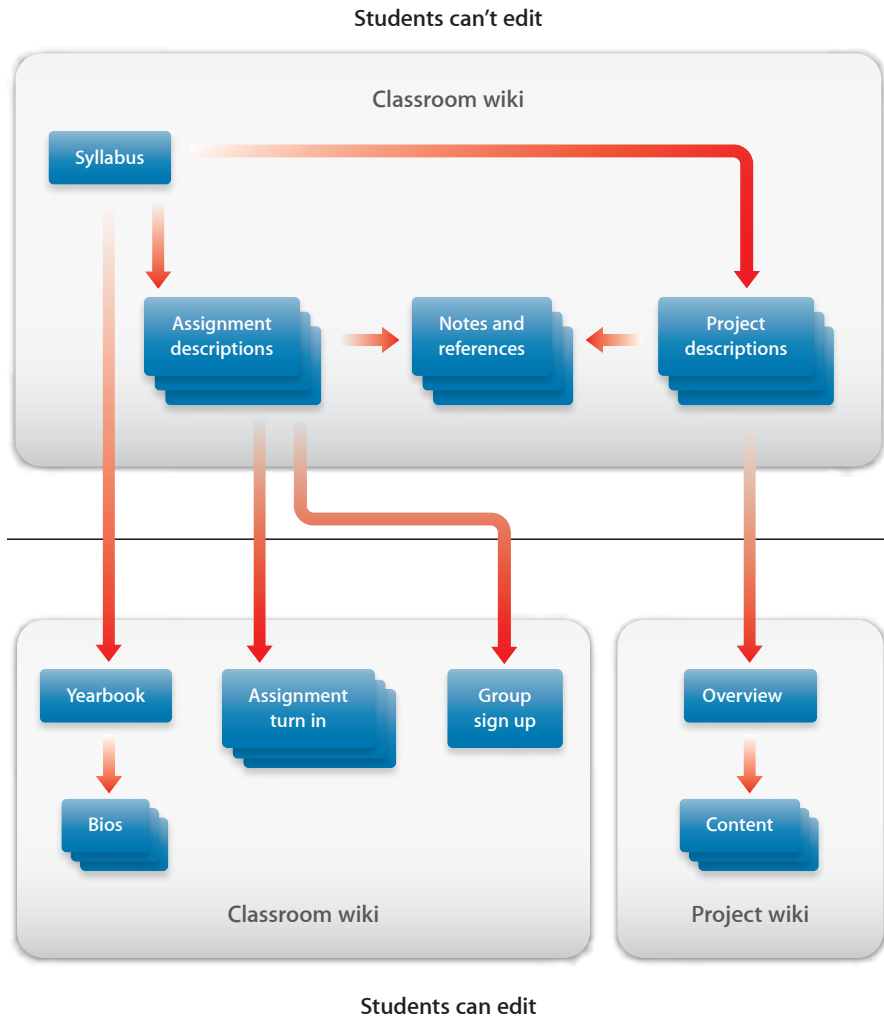 Students can’t edit
Classroom wiki
Syllabus
Assignment
descriptions
Notes and
references
Project
descriptions
Yearbook
Assignment
turn in
Group
sign up
Overview
Bios
Content
Classroom wiki
Project wiki
Students can edit